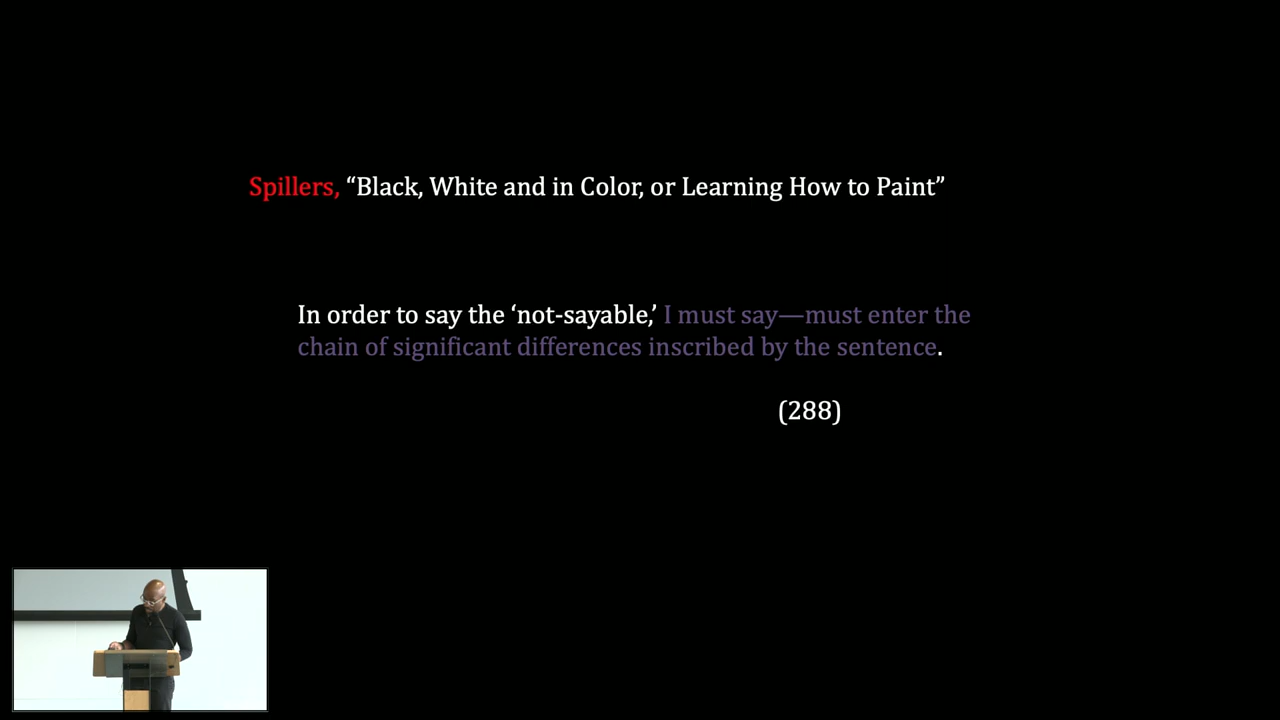 Spillers, “Black, White and in Color, or Learning How to Paint”
In order to say the ‘not-sayable,’ I must say—must enter the
chain of significant differences inscribed by the sentence.
(288)